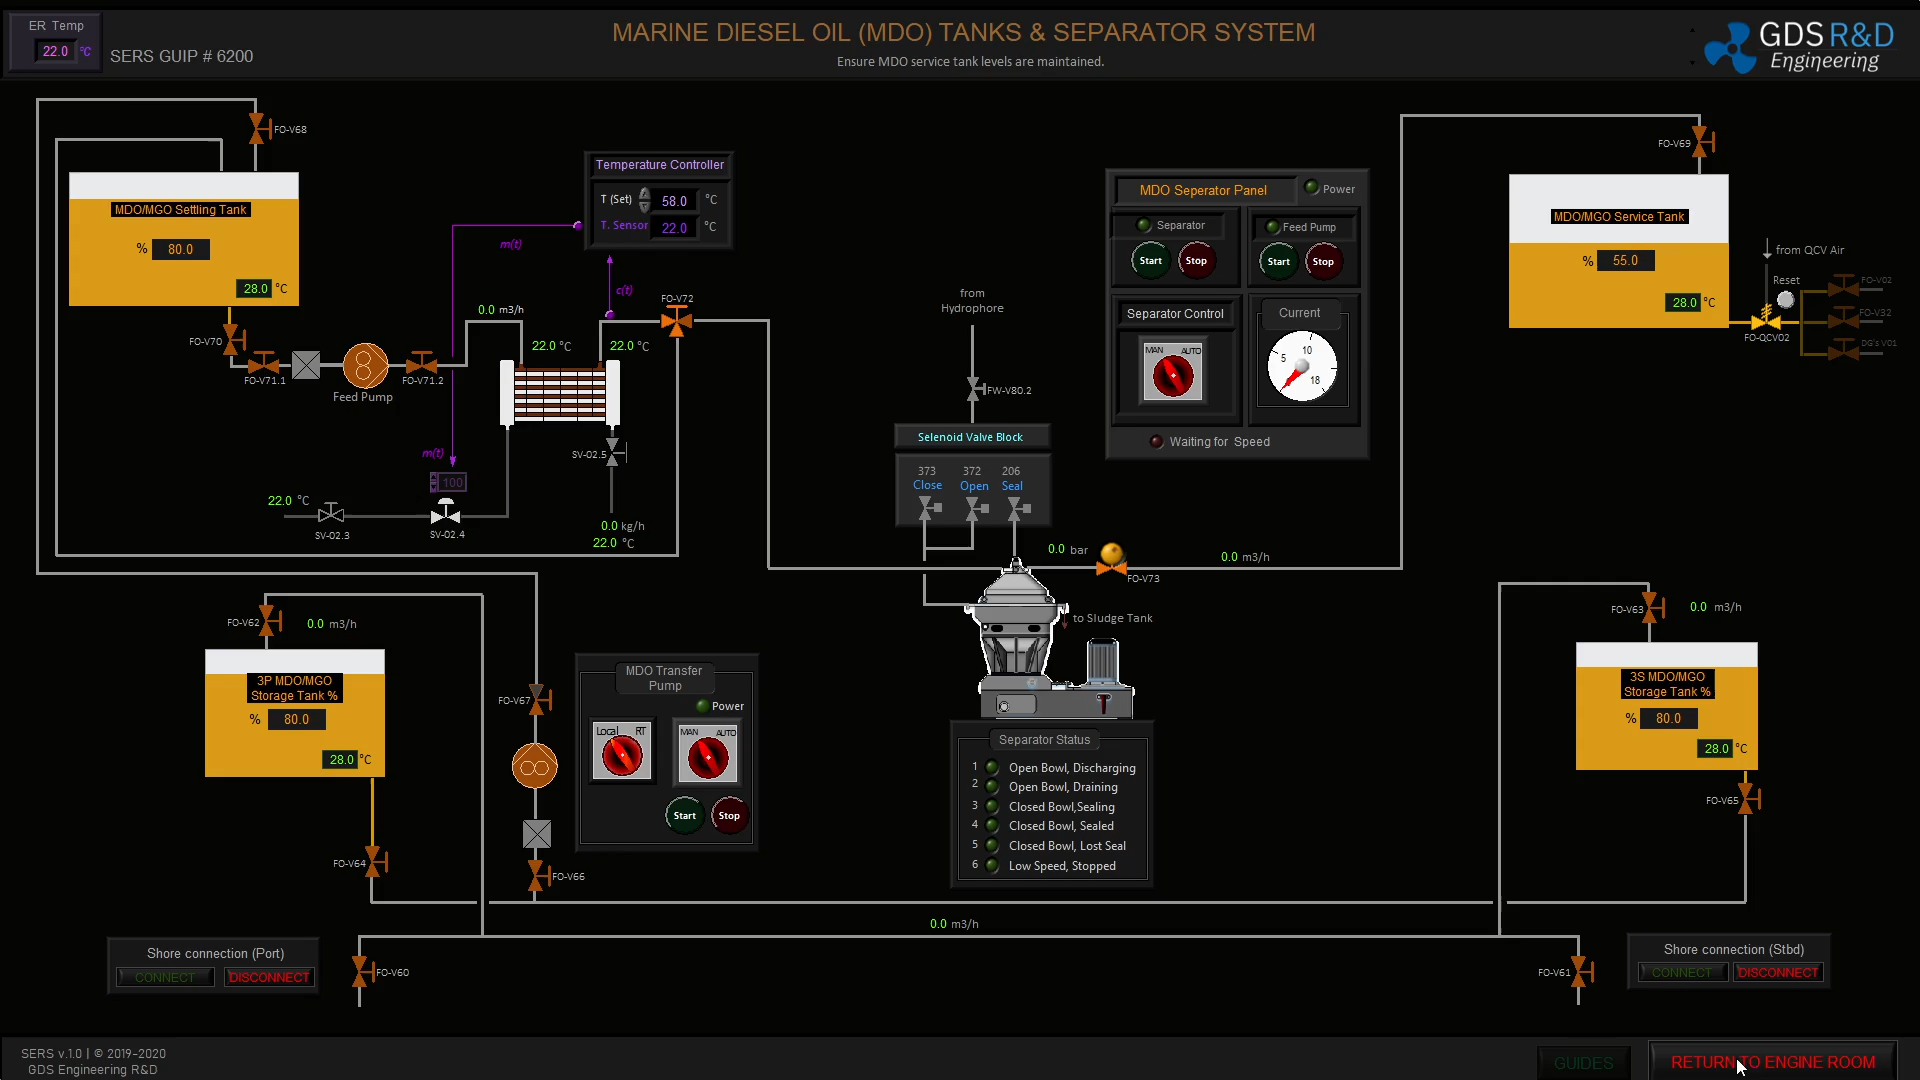 ER Temp
22.0 °C
SERS GUIP # 6200
MARINE DIESEL OIL (MDO) TANKS & SEPARATOR SYSTEM
Ensure MDO service tank levels are maintained.
GDS R&D
Engineering
FO-V68
MDO/MGO Settling Tank
% 80.0
28.0 °C
FO-V70
FO-V71.1
Feed Pump
FO-V71.2
Temperature Controller
T (Set) 58.0 °C
T. Sensor 22.0 °C
m(t)
c(t)
0.0 m3/h
FO-V72
22.0 °C
22.0 °C
m(t)
100
SV-02.5
22.0 °C
SV-02.3
SV-02.4
0.0 kg/h
22.0 °C
from
Hydrophore
FW-V80.2
Selenoid Valve Block
373 372 206
Close Open Seal
0.0 bar
FO-V73
0.0 m3/h
to Sludge Tank
MDO Seperator Panel
Power
Separator
Start Stop
Feed Pump
Start Stop
Separator Control
MAN AUTO
Current
5 10 18
Waiting for Speed
FO-V69
MDO/MGO Service Tank
% 55.0
28.0 °C
from QCV Air
Reset
FO-QCV02
FO-V02
FO-V32
DG's V01
FO-V62
0.0 m3/h
3P MDO/MGO
Storage Tank %
% 80.0
28.0 °C
FO-V64
FO-V67
FO-V66
MDO Transfer
Pump
Power
Local RT
MAN AUTO
Start Stop
Separator Status
1 Open Bowl, Discharging
2 Open Bowl, Draining
3 Closed Bowl,Sealing
4 Closed Bowl, Sealed
5 Closed Bowl, Lost Seal
6 Low Speed, Stopped
FO-V63
0.0 m3/h
3S MDO/MGO
Storage Tank %
% 80.0
28.0 °C
FO-V65
0.0 m3/h
Shore connection (Port)
CONNECT DISCONNECT
FO-V60
FO-V61
Shore connection (Stbd)
CONNECT DISCONNECT
SERS v.1.0 | © 2019-2020
GDS Engineering R&D
GUIDES
RETURN TO ENGINE ROOM